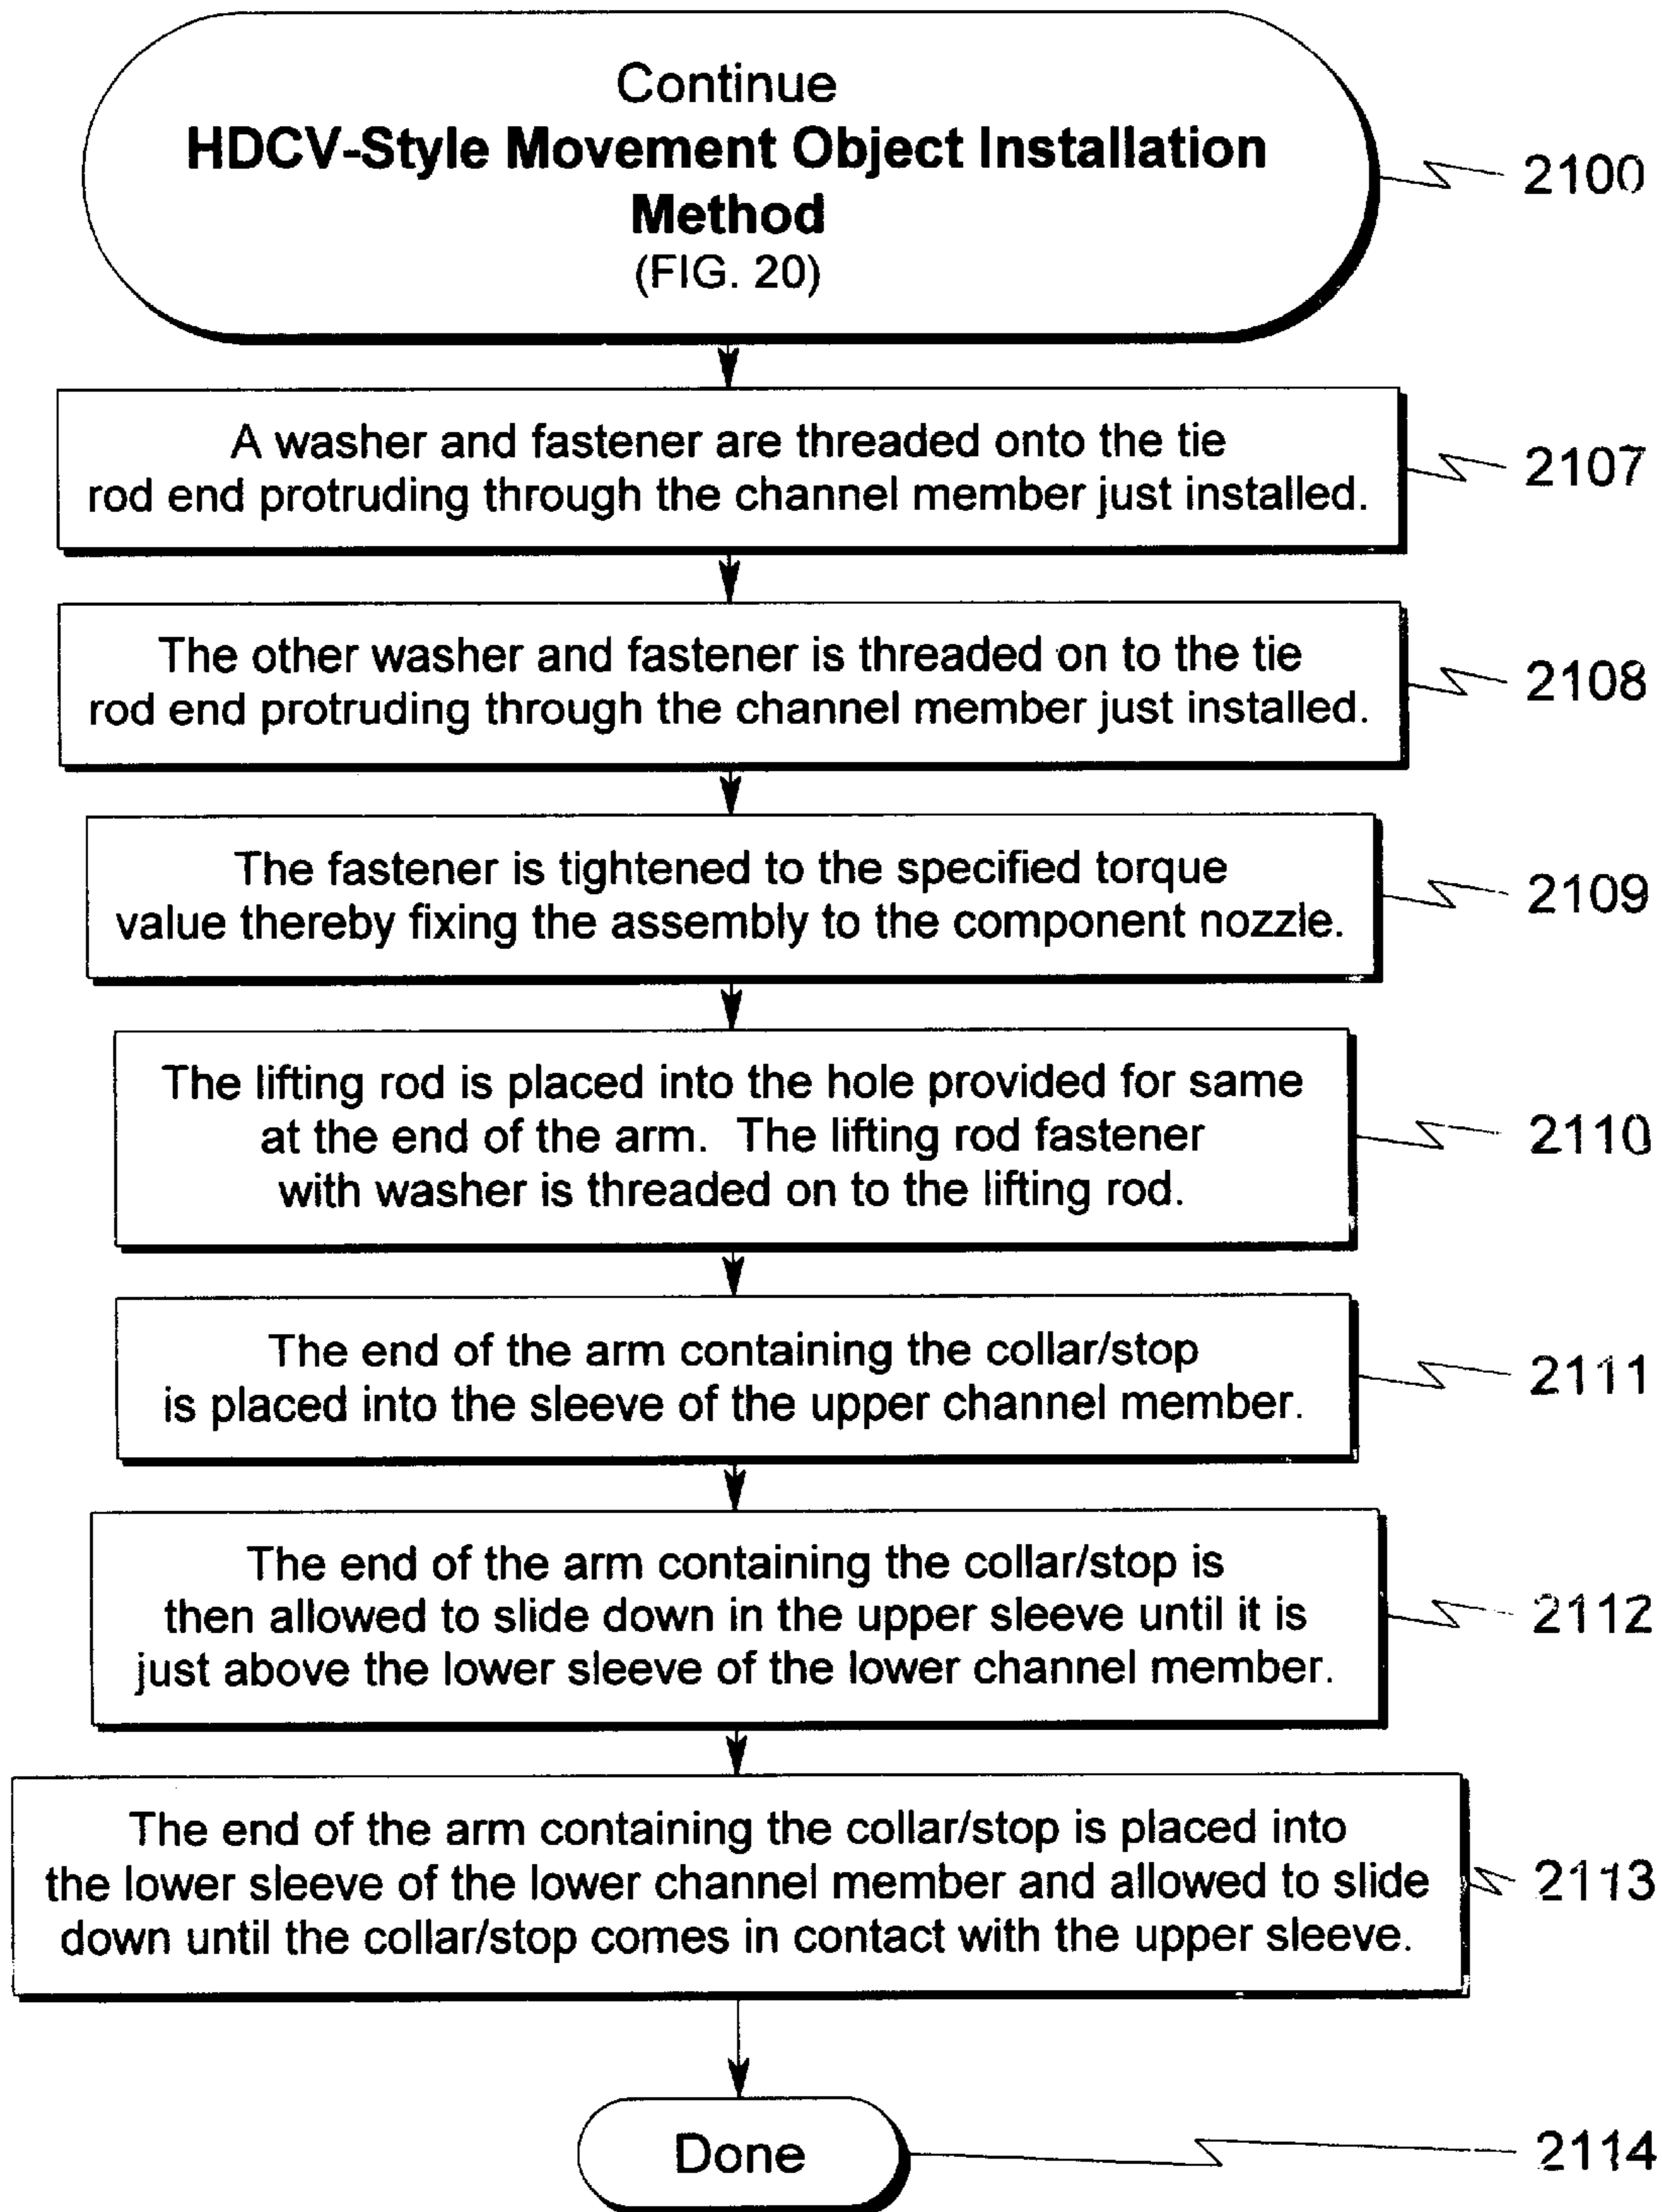 Continue
HDCV-Style Movement Object Installation
Method
(FIG. 20)
2100
A washer and fastener are threaded onto the tie
rod end protruding through the channel member just installed.
2107
The other washer and fastener is threaded on to the tie
rod end protruding through the channel member just installed.
2108
The fastener is tightened to the specified torque
value thereby fixing the assembly to the component nozzle.
2109
The lifting rod is placed into the hole provided for same
at the end of the arm. The lifting rod fastener
with washer is threaded on to the lifting rod.
2110
The end of the arm containing the collar/stop
is placed into the sleeve of the upper channel member.
2111
The end of the arm containing the collar/stop is
then allowed to slide down in the upper sleeve until it is
just above the lower sleeve of the lower channel member.
2112
The end of the arm containing the collar/stop is placed into
the lower sleeve of the lower channel member and allowed to slide
down until the collar/stop comes in contact with the upper sleeve.
2113
Done
2114